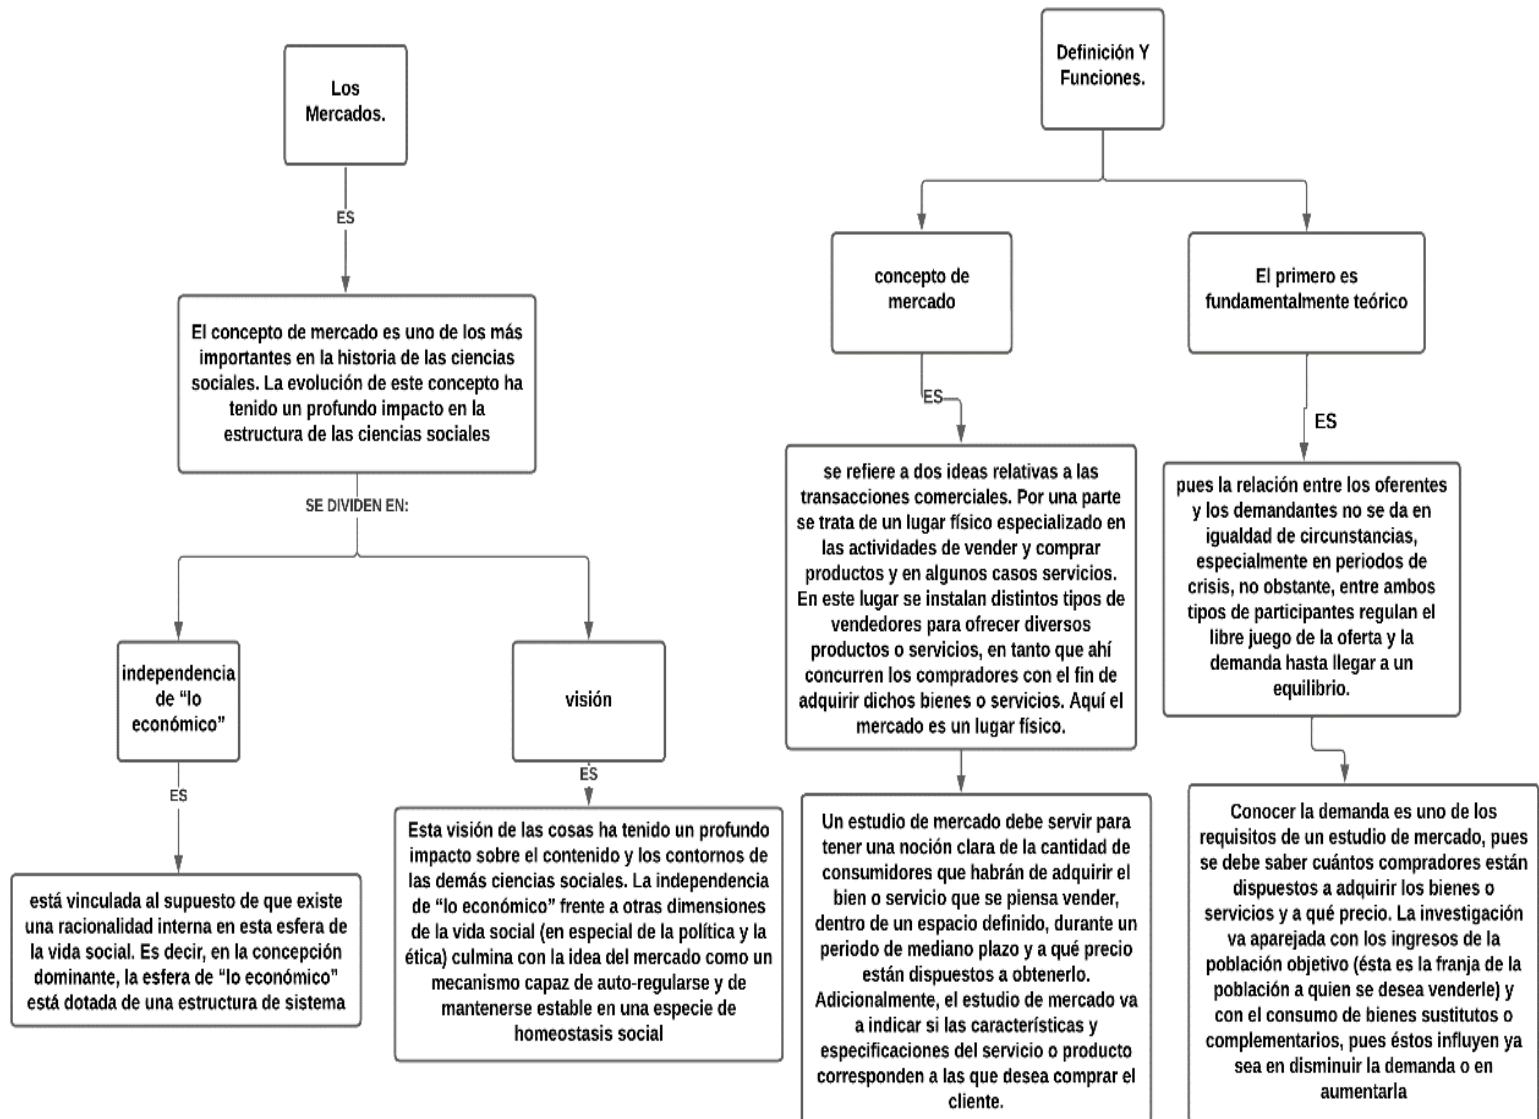 Los
Mercados.
ES
El concepto de mercado es uno de los más
importantes en la historia de las ciencias
sociales. La evolución de este concepto ha
tenido un profundo impacto en la
estructura de las ciencias sociales
SE DIVIDEN EN:
independencia
de “lo
económico”
ES
está vinculada al supuesto de que existe
una racionalidad interna en esta esfera de
la vida social. Es decir, en la concepción
dominante, la esfera de “lo económico”
está dotada de una estructura de sistema
visión
ES
Esta visión de las cosas ha tenido un profundo
impacto sobre el contenido y los contornos de
las demás ciencias sociales. La independencia
de “lo económico” frente a otras dimensiones
de la vida social (en especial de la política y la
ética) culmina con la idea del mercado como un
mecanismo capaz de auto-regularse y de
mantenerse estable en una especie de
homeostasis social
Definición Y
Funciones.
concepto de
mercado
ES
se refiere a dos ideas relativas a las
transacciones comerciales. Por una parte
se trata de un lugar físico especializado en
las actividades de vender y comprar
productos y en algunos casos servicios.
En este lugar se instalan distintos tipos de
vendedores para ofrecer diversos
productos o servicios, en tanto que ahí
concurren los compradores con el fin de
adquirir dichos bienes o servicios. Aquí el
mercado es un lugar físico.
Un estudio de mercado debe servir para
tener una noción clara de la cantidad de
consumidores que habrán de adquirir el
bien o servicio que se piensa vender,
dentro de un espacio definido, durante un
periodo de mediano plazo y a qué precio
están dispuestos a obtenerlo.
Adicionalmente, el estudio de mercado va
a indicar si las características y
especificaciones del servicio o producto
corresponden a las que desea comprar el
cliente.
El primero es
fundamentalmente teórico
ES
pues la relación entre los oferentes
y los demandantes no se da en
igualdad de circunstancias,
especialmente en periodos de
crisis, no obstante, entre ambos
tipos de participantes regulan el
libre juego de la oferta y la
demanda hasta llegar a un
equilibrio.
Conocer la demanda es uno de los
requisitos de un estudio de mercado, pues
se debe saber cuántos compradores están
dispuestos a adquirir los bienes o
servicios y a qué precio. La investigación
va aparejada con los ingresos de la
población objetivo (ésta es la franja de la
población a quien se desea venderle) y
con el consumo de bienes sustitutos o
complementarios, pues éstos influyen ya
sea en disminuir la demanda o en
aumentarla